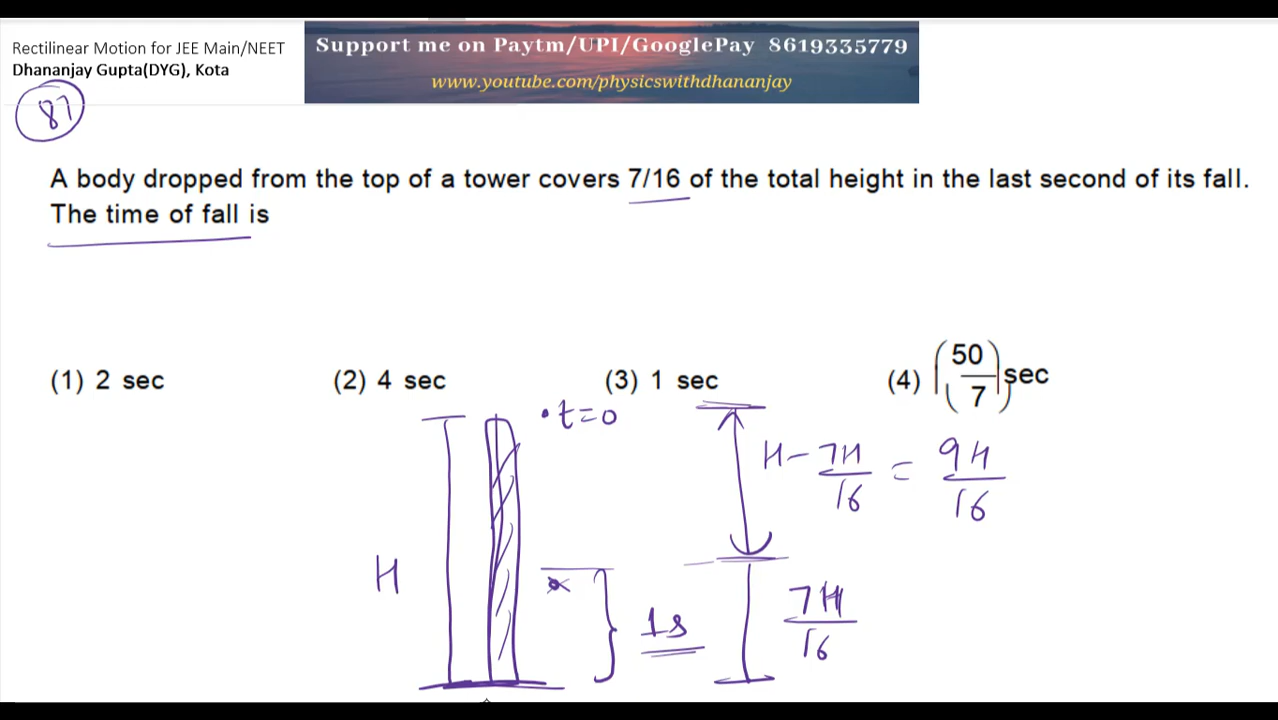 Rectilinear Motion for JEE Main/NEET
Dhananjay Gupta(DYG), Kota
Support me on Paytm/UPI/GooglePay 8619335779
www.youtube.com/physicswithdhananjay
87
A body dropped from the top of a tower covers 7/16 of the total height in the last second of its fall.
The time of fall is
(1) 2 sec (2) 4 sec (3) 1 sec (4) (50/7) sec
t=0
H - 7H/16 = 9H/16
H
x
1s
7H/16